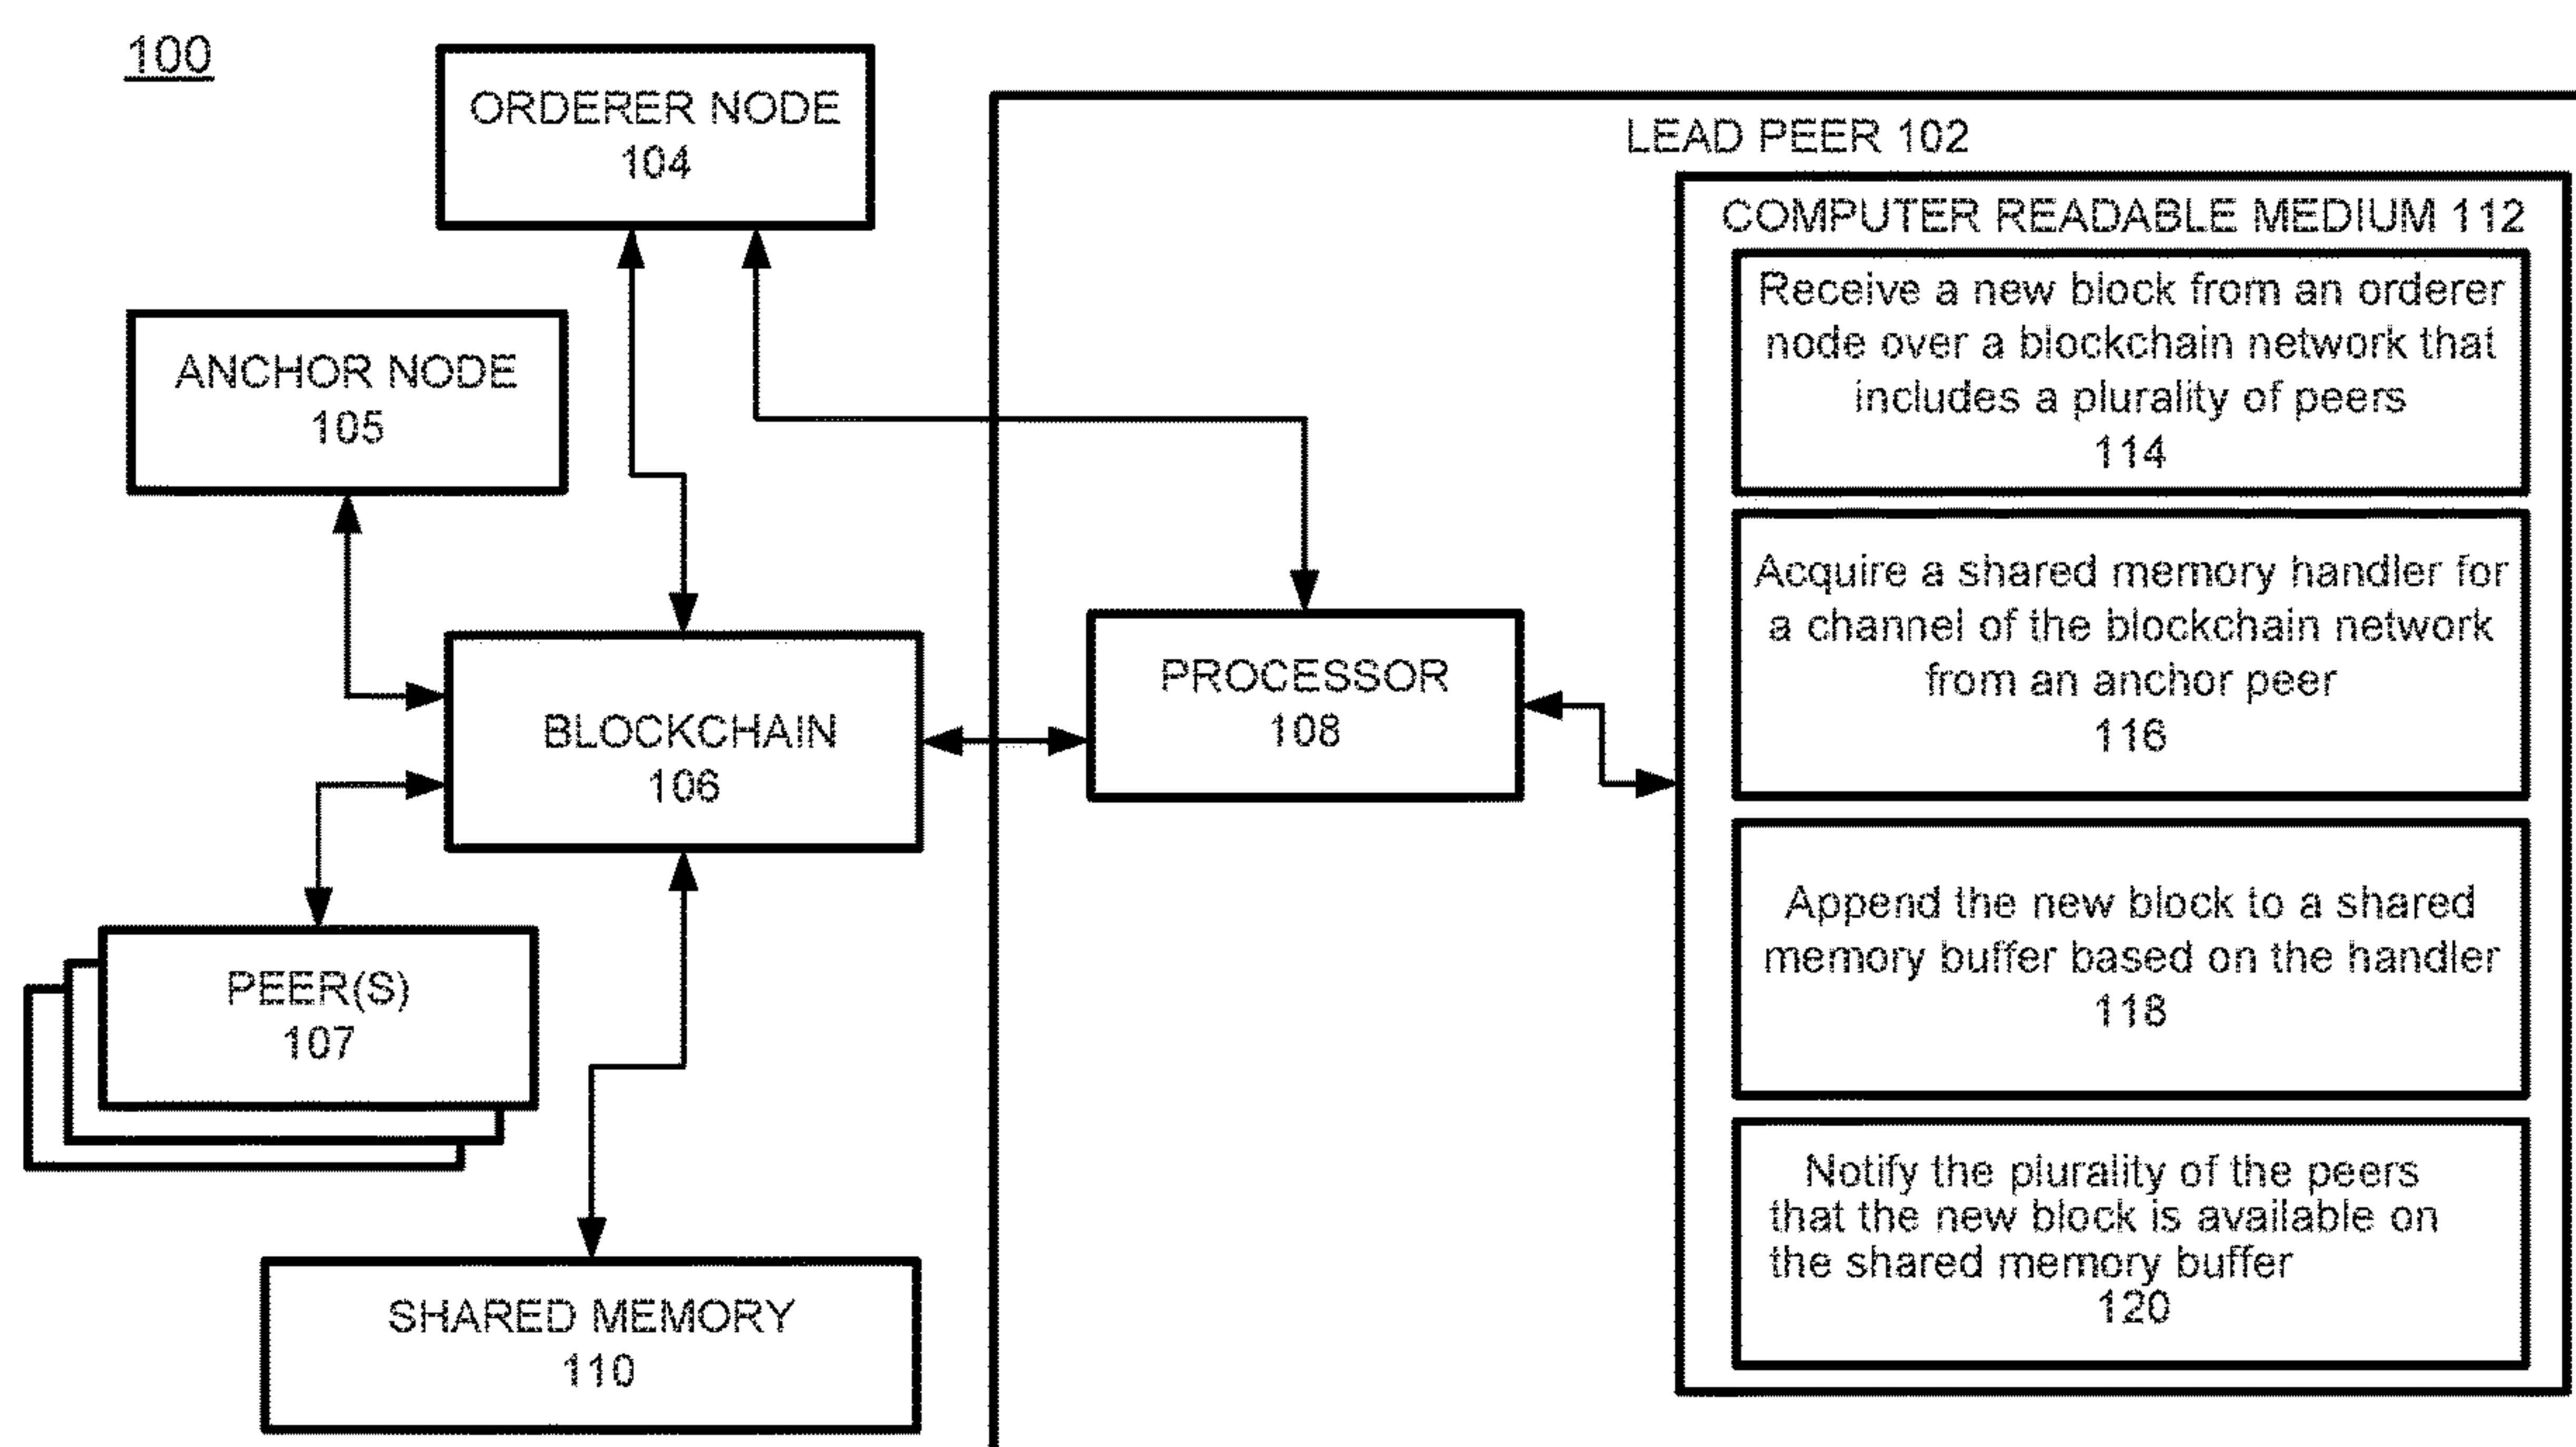 100
ORDERER NODE
104
ANCHOR NODE
105
BLOCKCHAIN
106
PEER(S)
107
SHARED MEMORY
110
LEAD PEER 102
PROCESSOR
108
COMPUTER READABLE MEDIUM 112
Receive a new block from an orderer
node over a blockchain network that
includes a plurality of peers
114
Acquire a shared memory handler for
a channel of the blockchain network
from an anchor peer
116
Append the new block to a shared
memory buffer based on the handler
118
Notify the plurality of the peers
that the new block is available on
the shared memory buffer
120